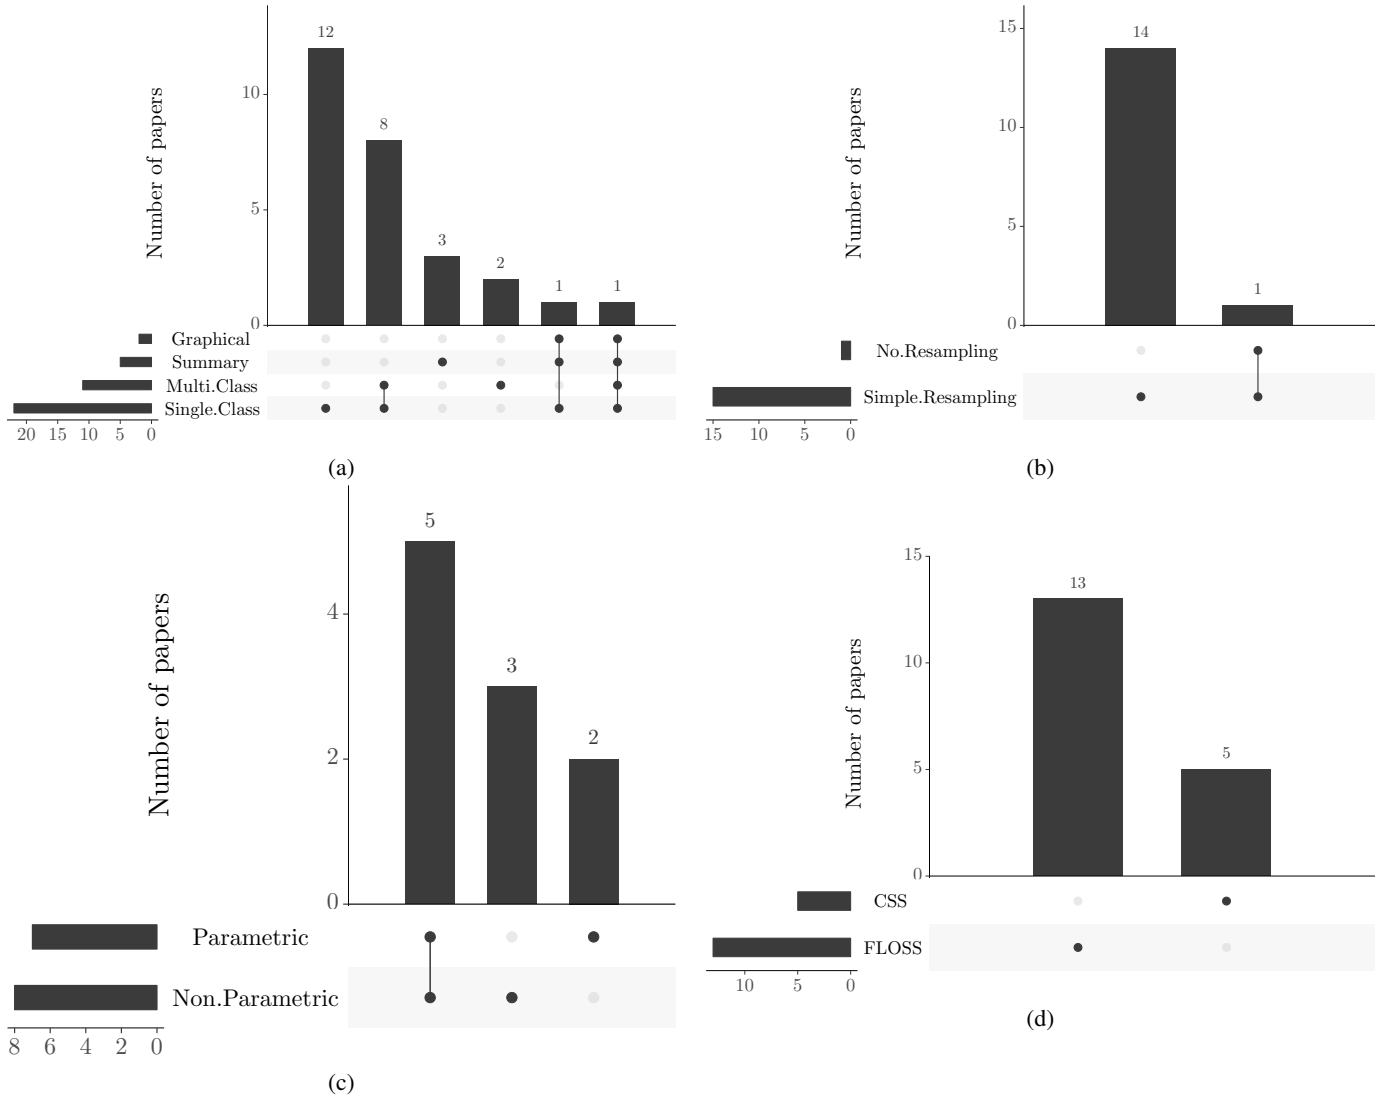 12
8
3
2
1
1
10
5
0
Number of papers
Graphical
Summary
Multi.Class
Single.Class
20 15 10 5 0
(a)
14
1
15
10
5
0
Number of papers
No.Resampling
Simple.Resampling
15 10 5 0
(b)
5
3
2
4
2
0
Number of papers
Parametric
Non.Parametric
8 6 4 2 0
(c)
13
5
15
10
5
0
Number of papers
CSS
FLOSS
10 5 0
(d)